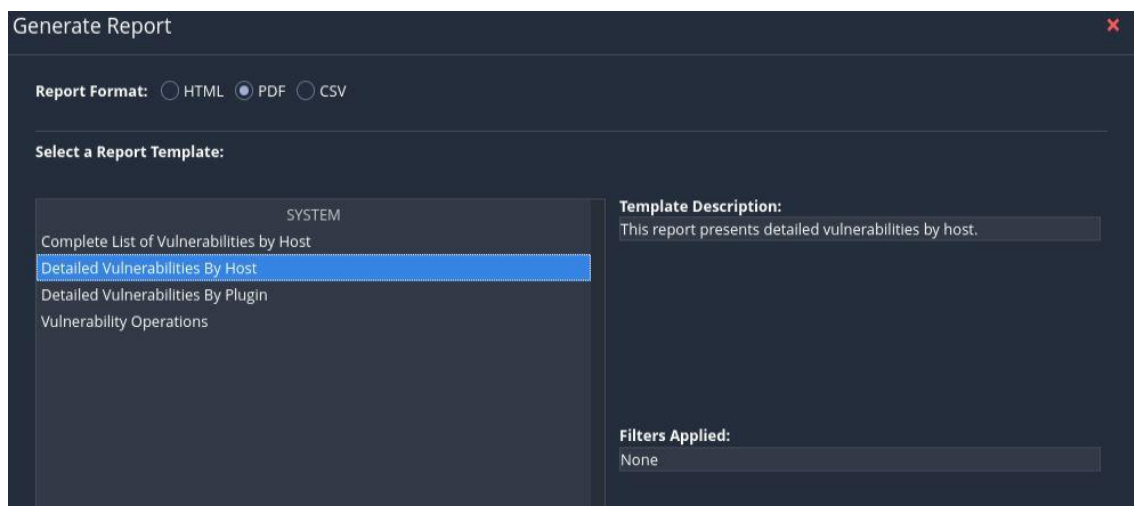 Generate Report
Report Format: HTML PDF CSV
Select a Report Template:
SYSTEM
Complete List of Vulnerabilities by Host
Detailed Vulnerabilities By Host
Detailed Vulnerabilities By Plugin
Vulnerability Operations
Template Description:
This report presents detailed vulnerabilities by host.
Filters Applied:
None